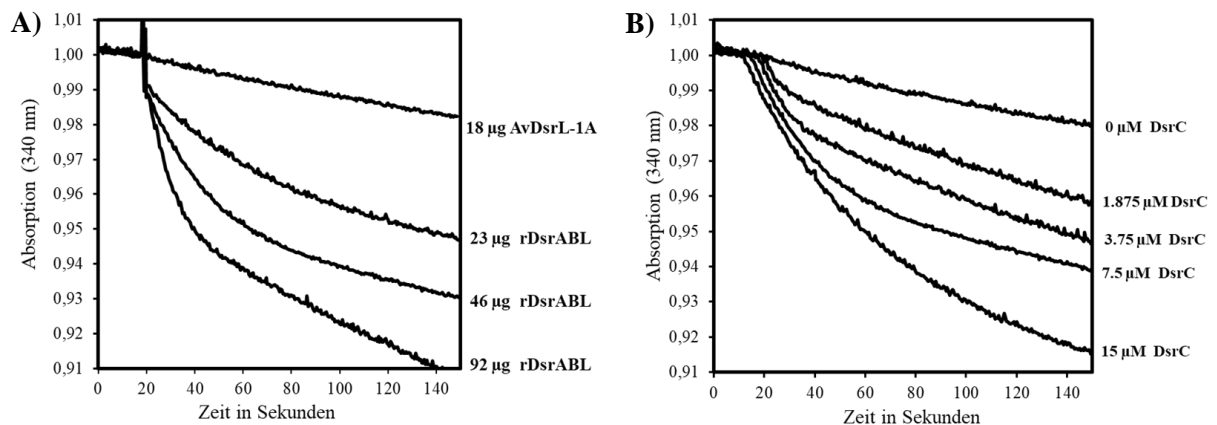 A)
Absorption (340 nm)
1,01
1,00
0,99
0,98
0,97
0,96
0,95
0,94
0,93
0,92
0,91
0 20 40 60 80 100 120 140
Zeit in Sekunden
18 µg AvDsrL-1A
23 µg rDsrABL
46 µg rDsrABL
92 µg rDsrABL
B)
Absorption (340 nm)
1,01
1,00
0,99
0,98
0,97
0,96
0,95
0,94
0,93
0,92
0,91
0 20 40 60 80 100 120 140
Zeit in Sekunden
0 µM DsrC
1.875 µM DsrC
3.75 µM DsrC
7.5 µM DsrC
15 µM DsrC